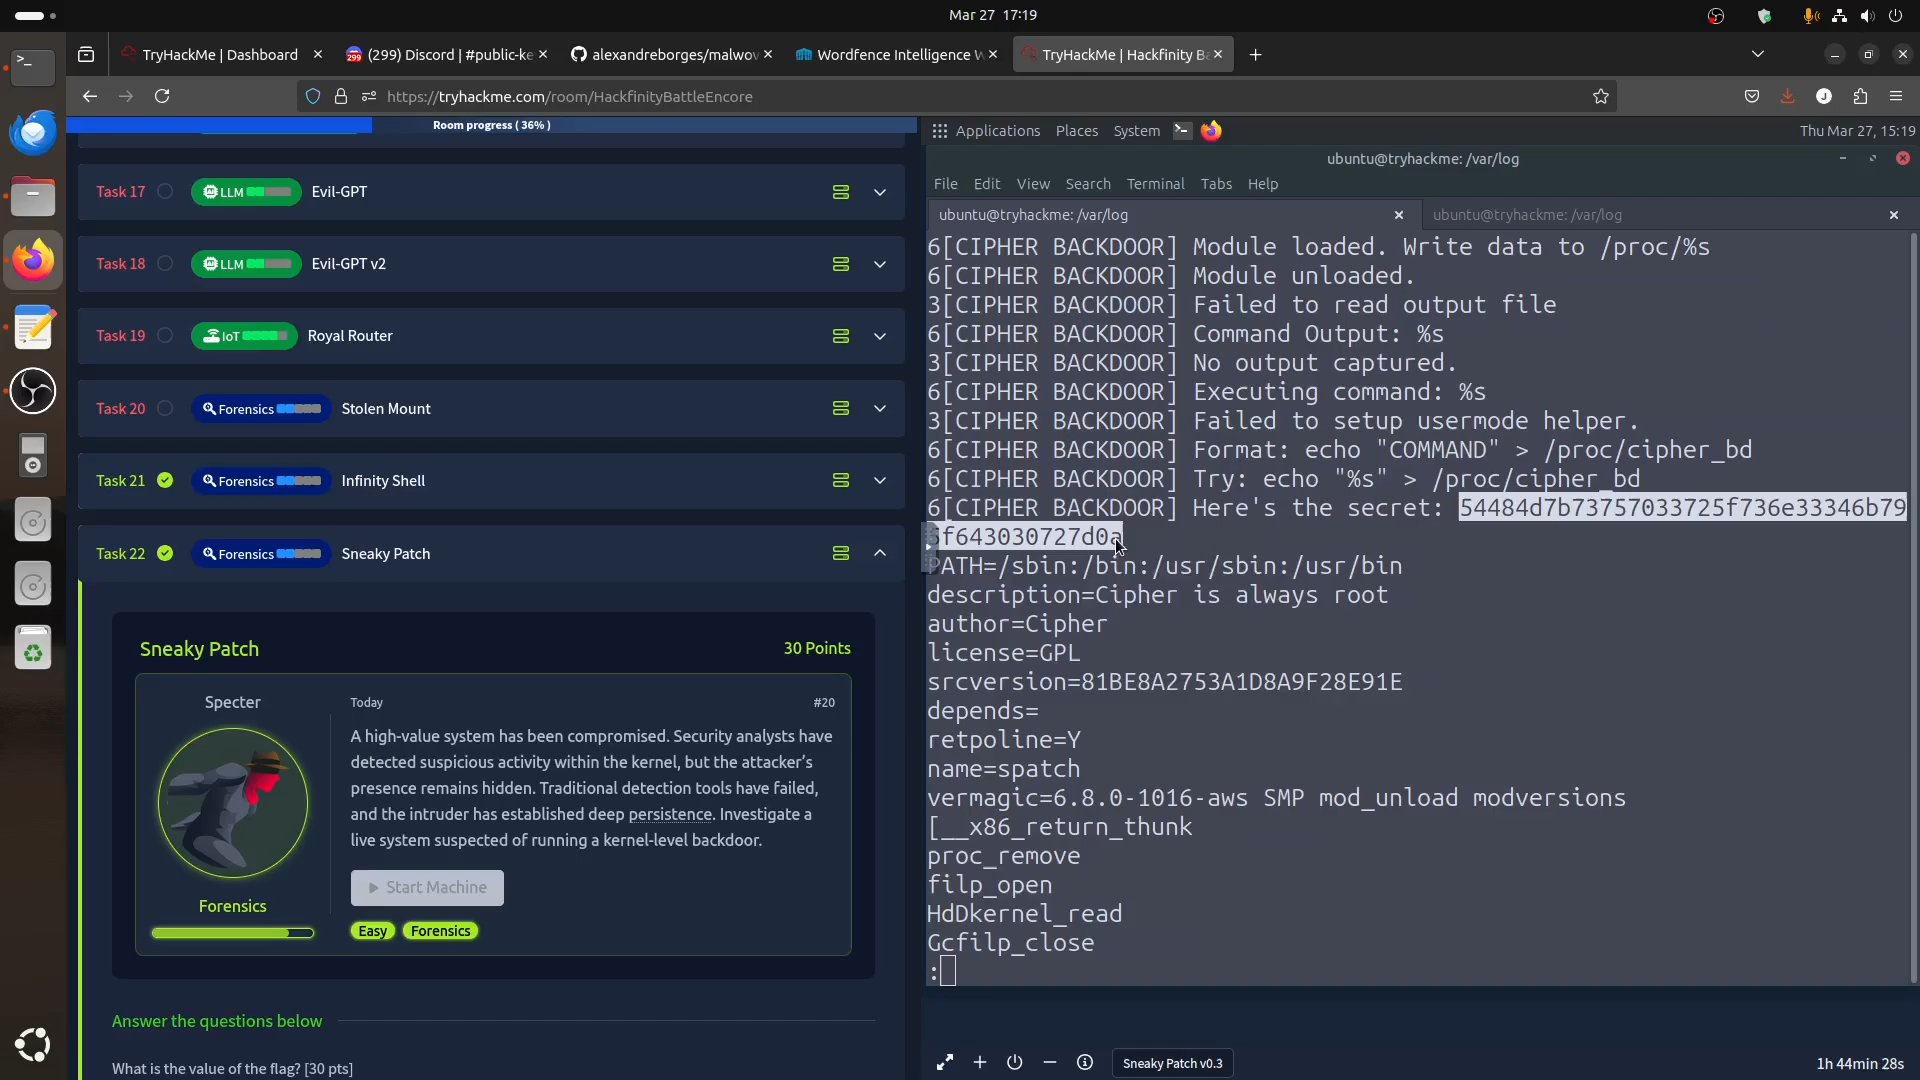 Mar 27  17:19
TryHackMe | Dashboard
(299) Discord | #public-ke
alexandreborges/malwov
Wordfence Intelligence W
TryHackMe | Hackfinity Ba
https://tryhackme.com/room/HackfinityBattleEncore
Room progress ( 36% )
Task 17
LLM
Evil-GPT
Task 18
LLM
Evil-GPT v2
Task 19
IoT
Royal Router
Task 20
Forensics
Stolen Mount
Task 21
Forensics
Infinity Shell
Task 22
Forensics
Sneaky Patch
Sneaky Patch
30 Points
Specter
Today
#20
A high-value system has been compromised. Security analysts have
detected suspicious activity within the kernel, but the attacker's
presence remains hidden. Traditional detection tools have failed,
and the intruder has established deep persistence. Investigate a
live system suspected of running a kernel-level backdoor.
Start Machine
Forensics
Easy
Forensics
Answer the questions below
What is the value of the flag? [30 pts]
Applications
Places
System
Thu Mar 27, 15:19
ubuntu@tryhackme: /var/log
File Edit View Search Terminal Tabs Help
ubuntu@tryhackme: /var/log
ubuntu@tryhackme: /var/log
6[CIPHER BACKDOOR] Module loaded. Write data to /proc/%s
6[CIPHER BACKDOOR] Module unloaded.
3[CIPHER BACKDOOR] Failed to read output file
6[CIPHER BACKDOOR] Command Output: %s
3[CIPHER BACKDOOR] No output captured.
6[CIPHER BACKDOOR] Executing command: %s
3[CIPHER BACKDOOR] Failed to setup usermode helper.
6[CIPHER BACKDOOR] Format: echo "COMMAND" > /proc/cipher_bd
6[CIPHER BACKDOOR] Try: echo "%s" > /proc/cipher_bd
6[CIPHER BACKDOOR] Here's the secret: 54484d7b73757033725f736e33346b79
5f643030727d0a
PATH=/sbin:/bin:/usr/sbin:/usr/bin
description=Cipher is always root
author=Cipher
license=GPL
srcversion=81BE8A2753A1D8A9F28E91E
depends=
retpoline=Y
name=spatch
vermagic=6.8.0-1016-aws SMP mod_unload modversions
[__x86_return_thunk
proc_remove
filp_open
HdDkernel_read
Gcfilp_close
:
Sneaky Patch v0.3
1h 44min 28s